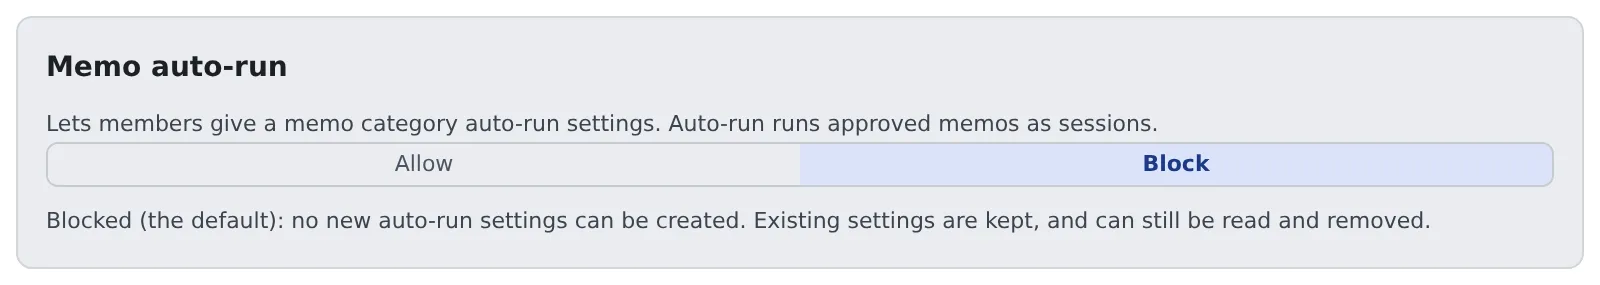 Memo auto-run
Lets members give a memo category auto-run settings. Auto-run runs approved memos as sessions.
Allow
Block
Blocked (the default): no new auto-run settings can be created. Existing settings are kept, and can still be read and removed.